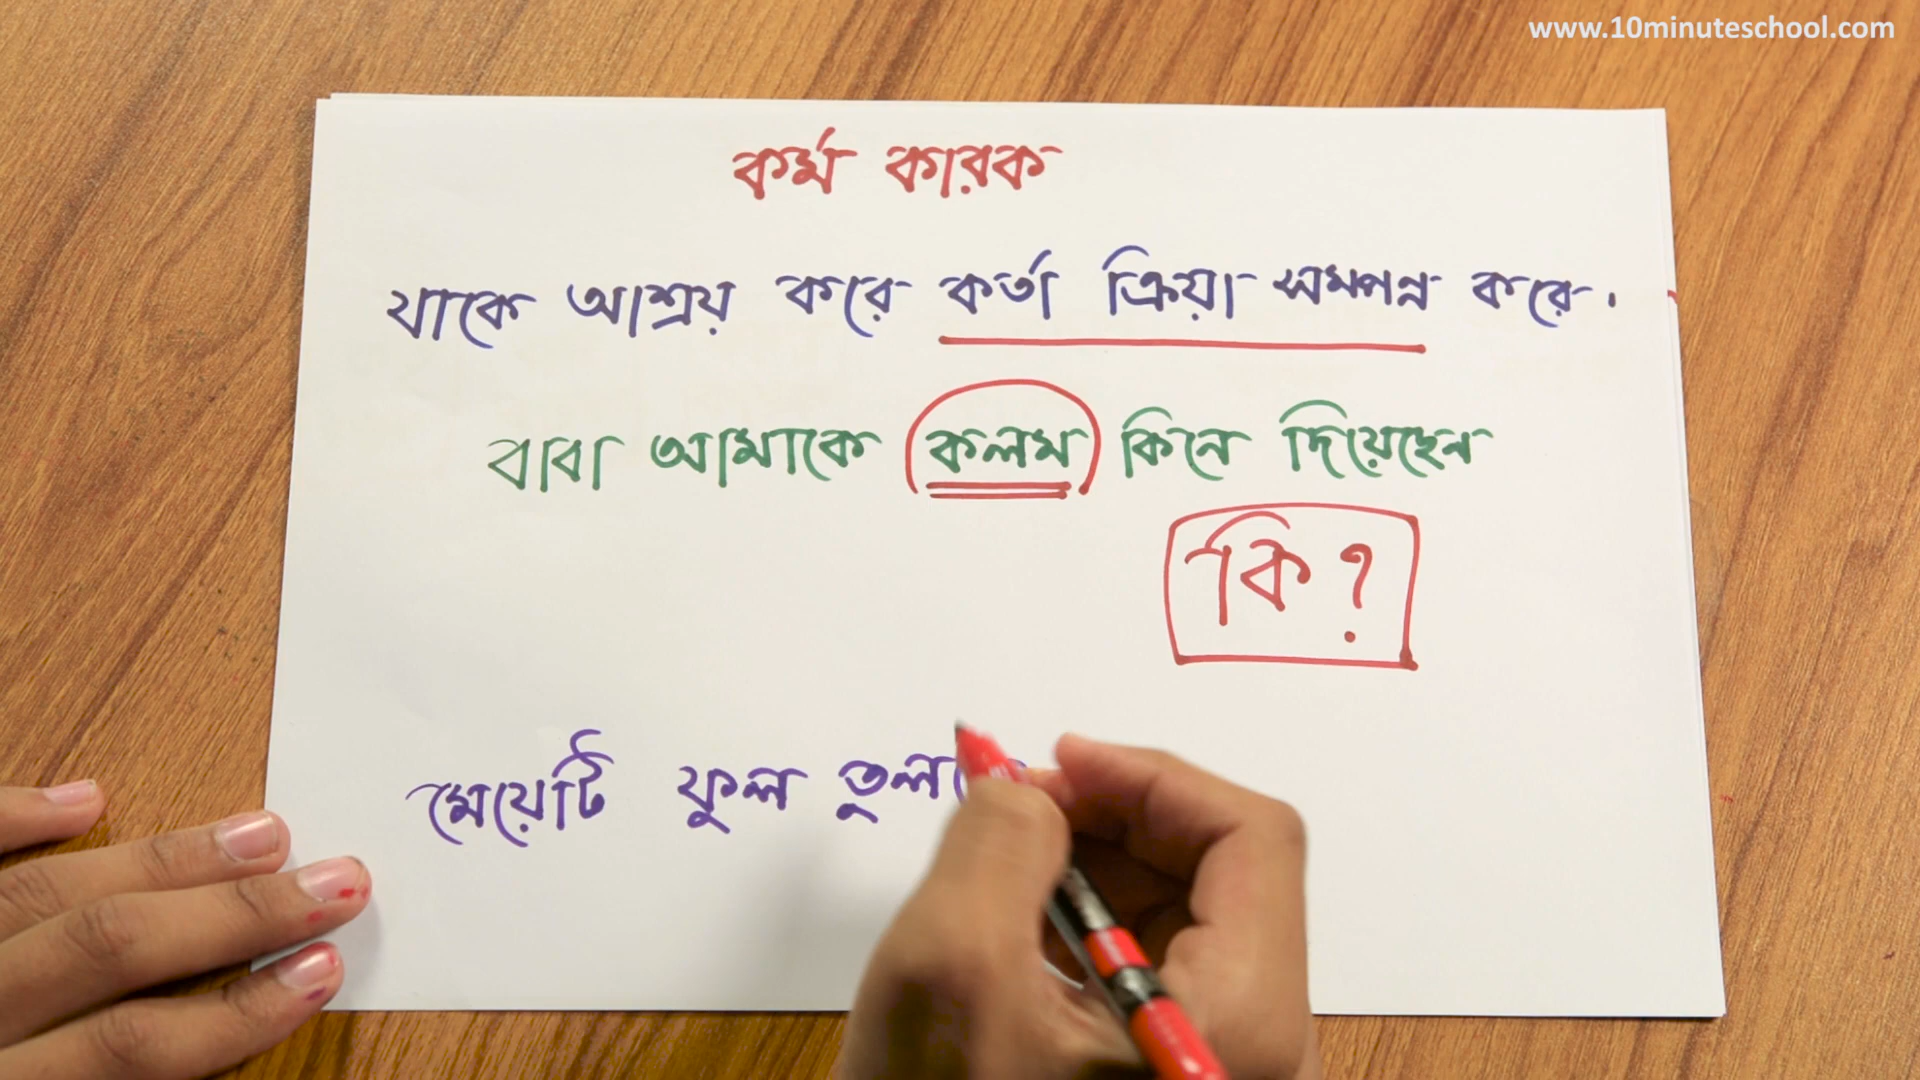 www.10minuteschool.com
কর্ম কারক
যাকে আশ্রয় করে কর্তা ক্রিয়া সম্পন্ন করে.
বাবা আমাকে কলম কিনে দিয়েছেন
কি?
মেয়েটি ফুল